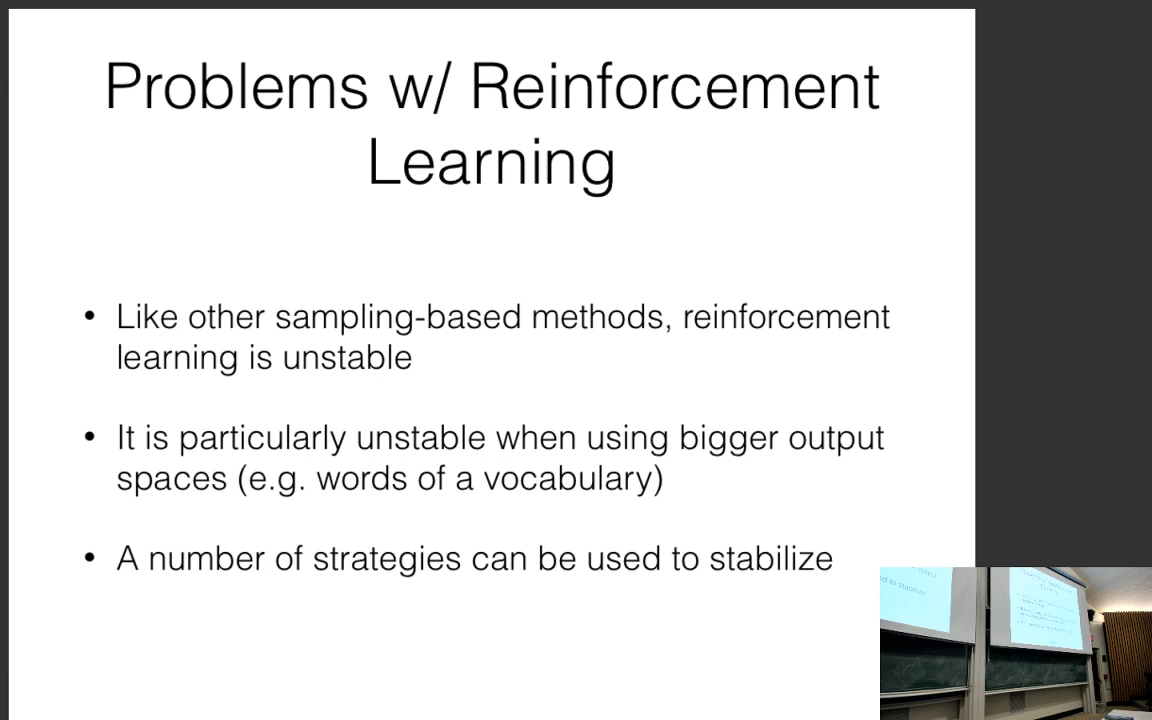 Problems w/ Reinforcement
Learning
• Like other sampling-based methods, reinforcement
learning is unstable
• It is particularly unstable when using bigger output
spaces (e.g. words of a vocabulary)
• A number of strategies can be used to stabilize